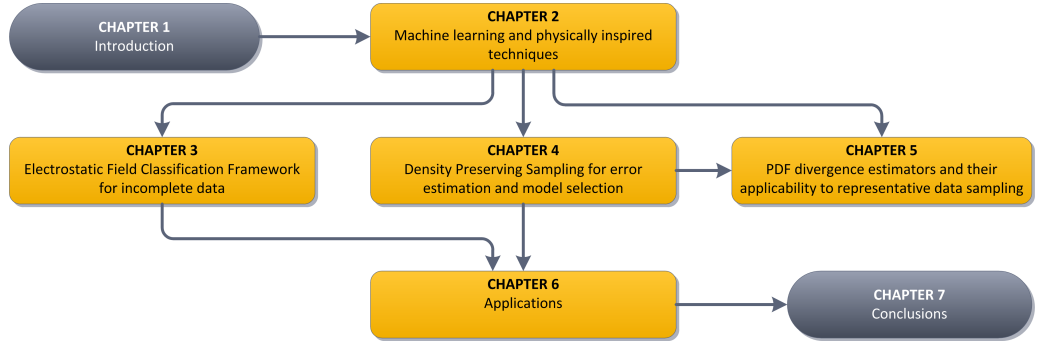 CHAPTER 1
Introduction
CHAPTER 2
Machine learning and physically inspired
techniques
CHAPTER 3
Electrostatic Field Classification Framework
for incomplete data
CHAPTER 4
Density Preserving Sampling for error
estimation and model selection
CHAPTER 5
PDF divergence estimators and their
applicability to representative data sampling
CHAPTER 6
Applications
CHAPTER 7
Conclusions